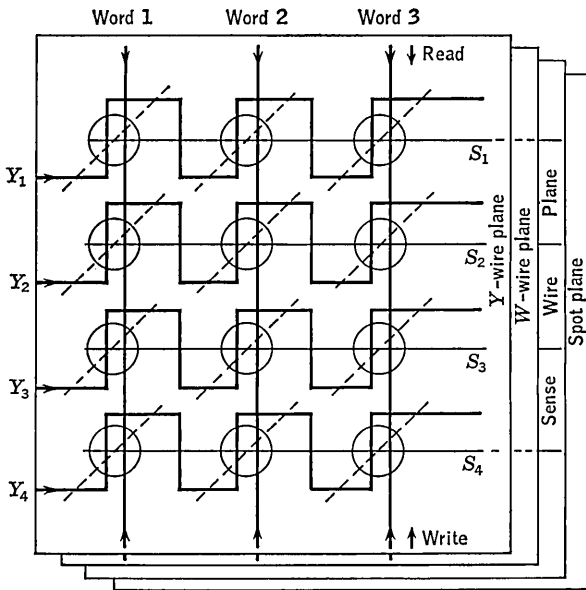 Word 1 Word 2 Word 3
Read
S₁
Y₁
S₂
Y₂
S₃
Y₃
S₄
Y₄
Write
Y-wire plane
W-wire plane
Sense Wire Plane
Spot plane